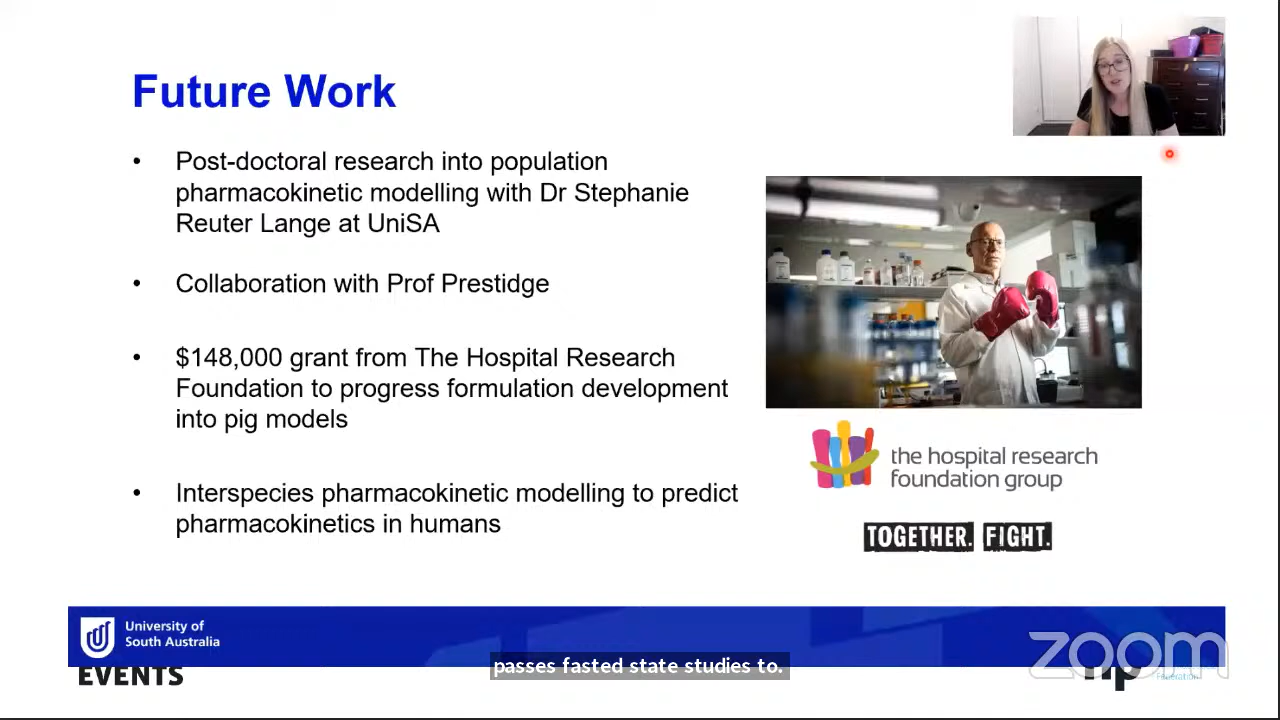 Future Work
• Post-doctoral research into population
pharmacokinetic modelling with Dr Stephanie
Reuter Lange at UniSA
• Collaboration with Prof Prestidge
• $148,000 grant from The Hospital Research
Foundation to progress formulation development
into pig models
• Interspecies pharmacokinetic modelling to predict
pharmacokinetics in humans
the hospital research
foundation group
TOGETHER. FIGHT.
University of
South Australia
zoom
EVENTS
passes fasted state studies to.
Federation